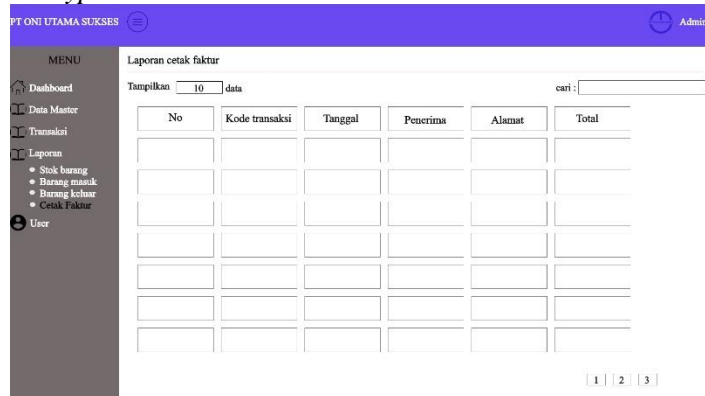 PT ONI UTAMA SUKSES
Admin
MENU
Dashboard
Data Master
Transaksi
Laporan
Stok barang
Barang masuk
Barang keluar
Cetak Faktur
User
Laporan cetak faktur
Tampilkan 10 data
cari :
No Kode transaksi Tanggal Penerima Alamat Total
1 2 3